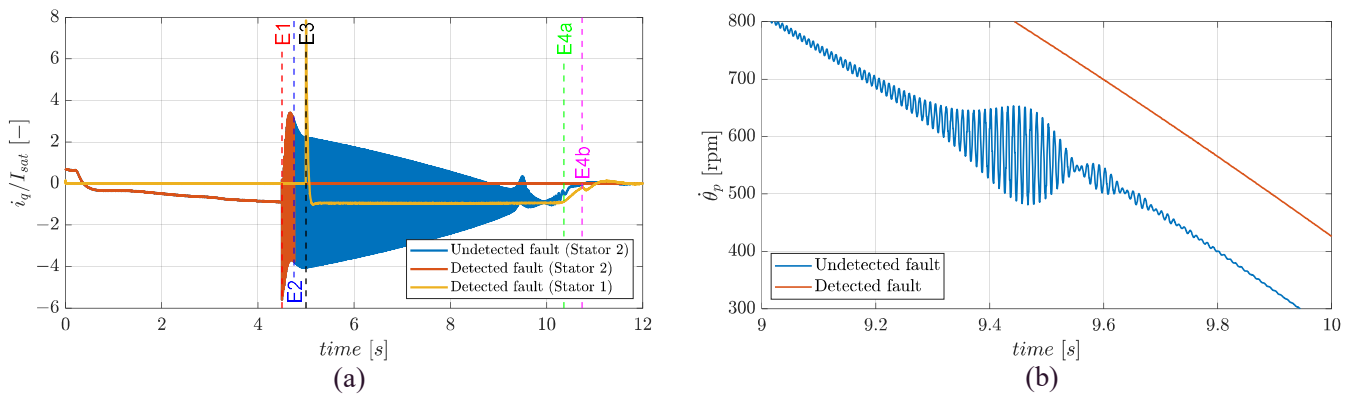 8
6
4
2
0
-2
-4
-6
i_q/I_{sat} [−]
E1
E2
E3
E4a
E4b
Undetected fault (Stator 2)
Detected fault (Stator 2)
Detected fault (Stator 1)
0 2 4 6 8 10 12
time [s]
(a)
800
700
600
500
400
300
θ̇_p [rpm]
Undetected fault
Detected fault
9 9.2 9.4 9.6 9.8 10
time [s]
(b)